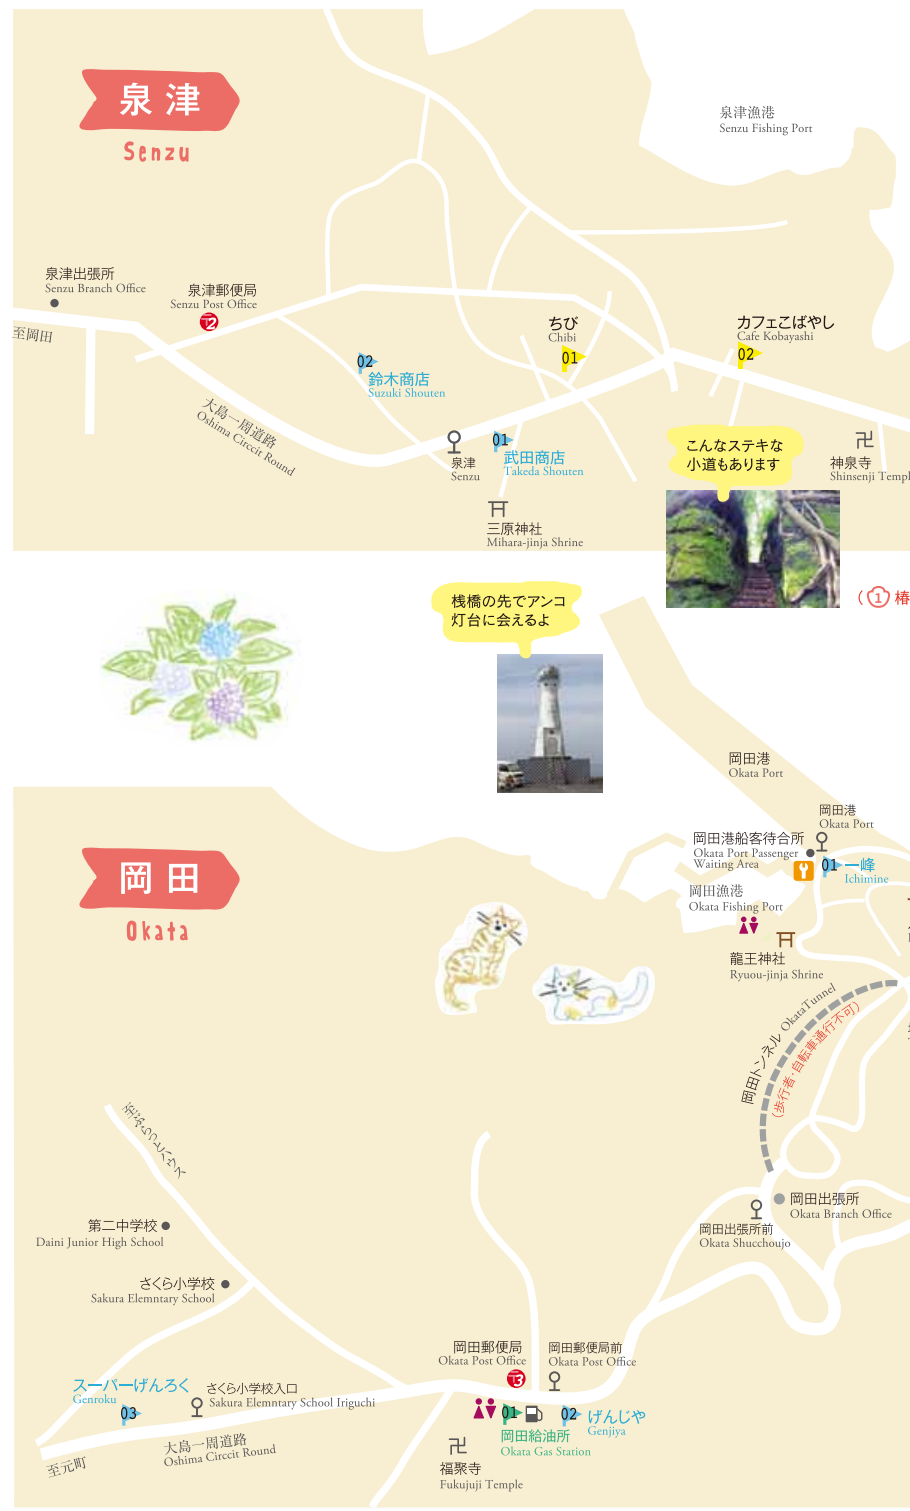 泉津
Senzu
泉津漁港
Senzu Fishing Port
泉津出張所
Senzu Branch Office
泉津郵便局
Senzu Post Office
2
至岡田
ちび
Chibi
01
カフェこばやし
Cafe Kobayashi
02
02
鈴木商店
Suzuki Shouten
大島一周道路
Oshima Circcit Round
泉津
Senzu
01
武田商店
Takeda Shouten
三原神社
Mihara-jinja Shrine
こんなステキな
小道もあります
神泉寺
Shinsenji Templ
(1 椿
桟橋の先でアンコ
灯台に会えるよ
岡田港
Okata Port
岡田港
Okata Port
岡田港船客待合所
Okata Port Passenger
Waiting Area
01
一峰
Ichimine
岡田漁港
Okata Fishing Port
龍王神社
Ryuou-jinja Shrine
岡田
Okata
岡田トンネル OkataTunnel
(歩行者・自転車通行不可)
至ぶらっとハウス
岡田出張所
Okata Branch Office
岡田出張所前
Okata Shucchoujo
第二中学校
Daini Junior High School
さくら小学校
Sakura Elemntary School
岡田郵便局
Okata Post Office
3
岡田郵便局前
Okata Post Office
スーパーげんろく
Genroku
03
さくら小学校入口
Sakura Elemntary School Iriguchi
01
岡田給油所
Okata Gas Station
02
げんじや
Genjiya
大島一周道路
Oshima Circcit Round
至元町
福聚寺
Fukujuji Temple